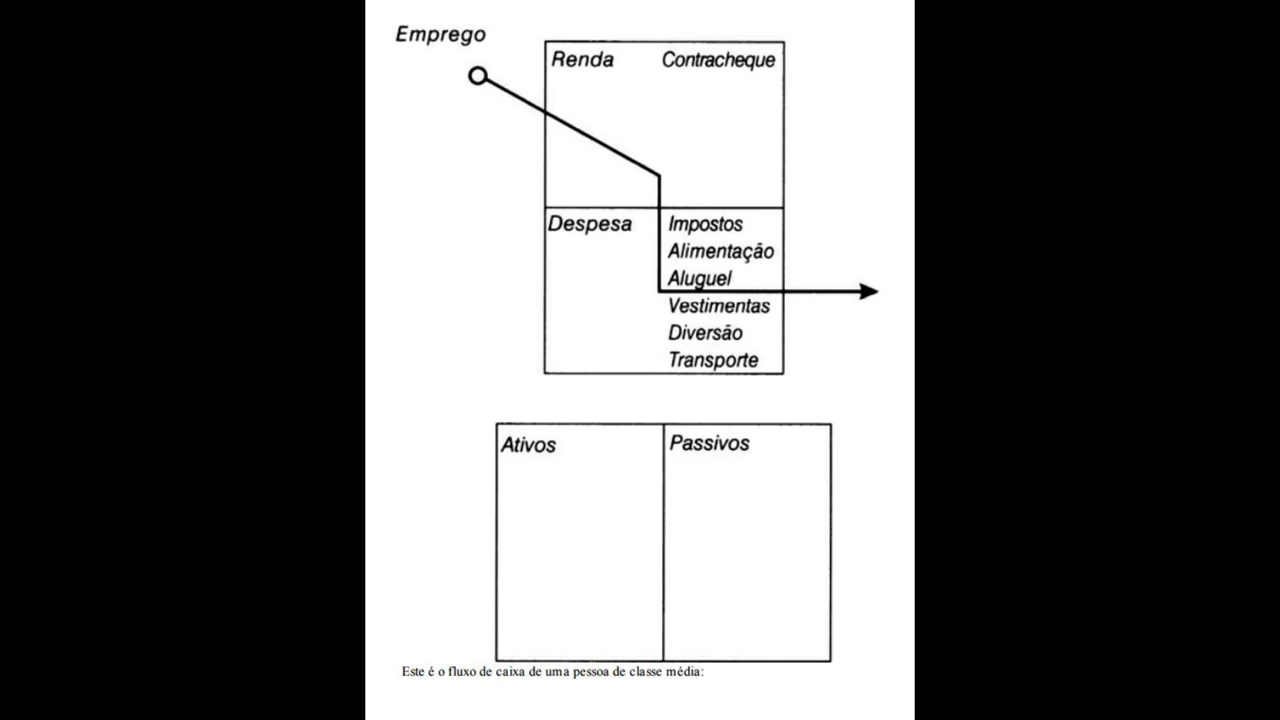 Emprego
Renda Contracheque
Despesa Impostos
Alimentação
Aluguel
Vestimentas
Diversão
Transporte
Ativos Passivos
Este é o fluxo de caixa de uma pessoa de classe média: